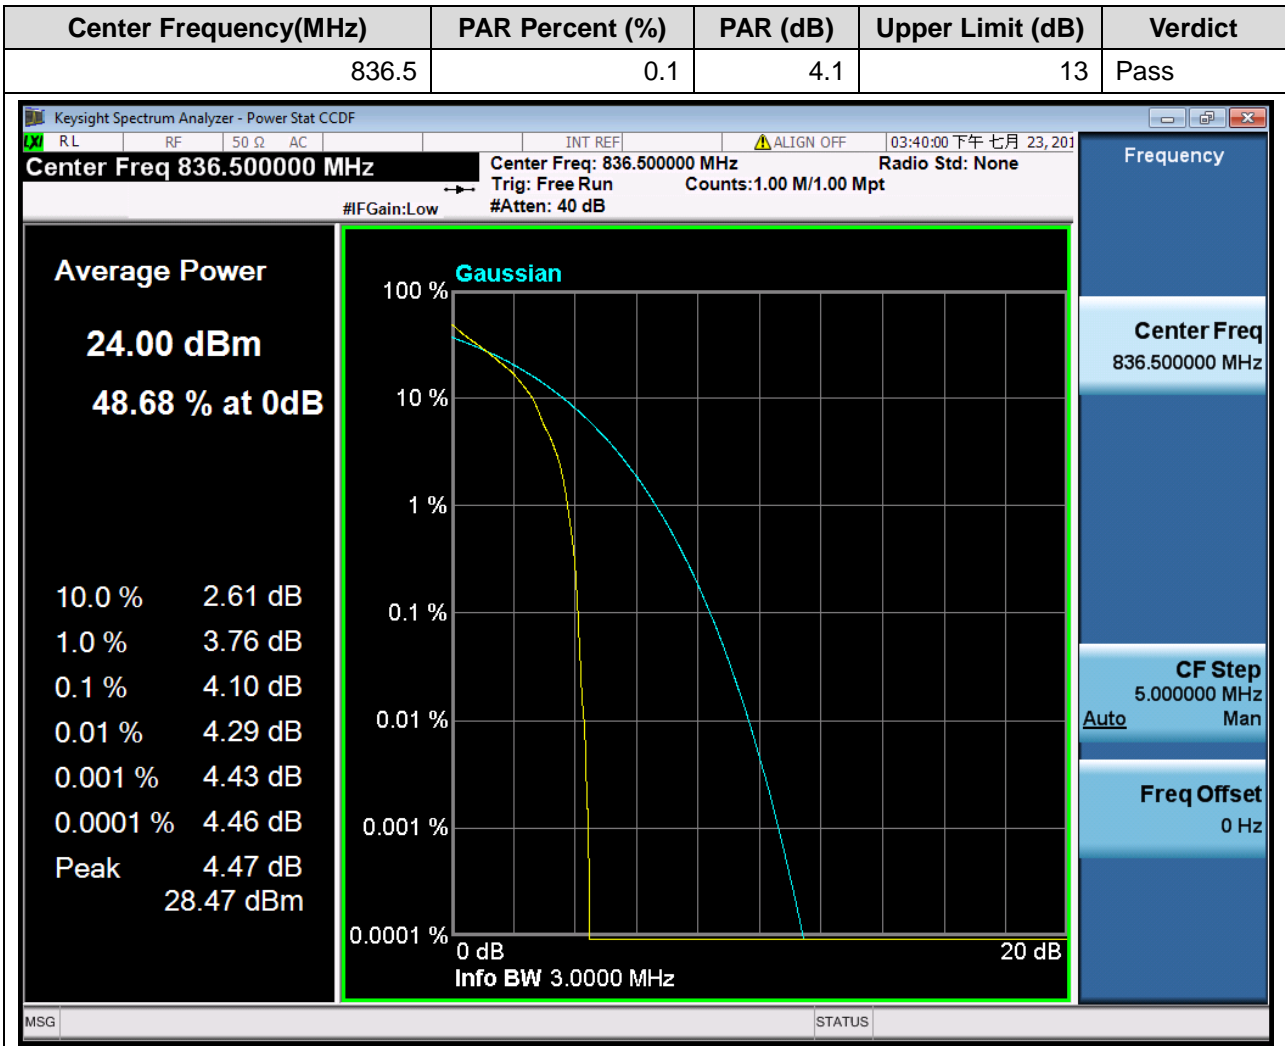 Center Frequency(MHz) PAR Percent (%) PAR (dB) Upper Limit (dB) Verdict
836.5 0.1 4.1 13 Pass
Keysight Spectrum Analyzer - Power Stat CCDF
LXI RL RF 50 Ω AC INT REF ALIGN OFF 03:40:00 下午 七月 23, 201
Center Freq 836.500000 MHz
Center Freq: 836.500000 MHz Radio Std: None
Trig: Free Run Counts:1.00 M/1.00 Mpt
#IFGain:Low #Atten: 40 dB
Average Power
24.00 dBm
48.68 % at 0dB
10.0 % 2.61 dB
1.0 % 3.76 dB
0.1 % 4.10 dB
0.01 % 4.29 dB
0.001 % 4.43 dB
0.0001 % 4.46 dB
Peak 4.47 dB
28.47 dBm
Gaussian
100 %
10 %
1 %
0.1 %
0.01 %
0.001 %
0.0001 %
0 dB 20 dB
Info BW 3.0000 MHz
Frequency
Center Freq
836.500000 MHz
CF Step
5.000000 MHz
Auto Man
Freq Offset
0 Hz
MSG STATUS